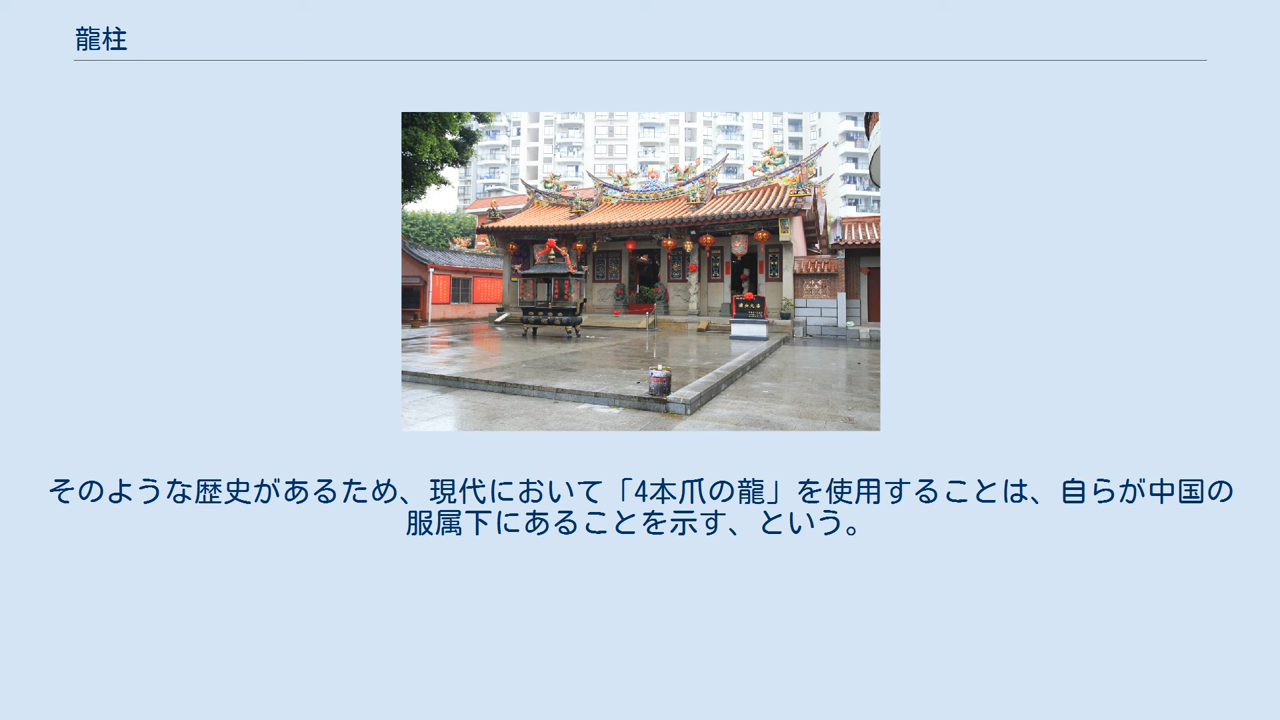 龍柱
そのような歴史があるため、現代において「4本爪の龍」を使用することは、自らが中国の
服属下にあることを示す、という。